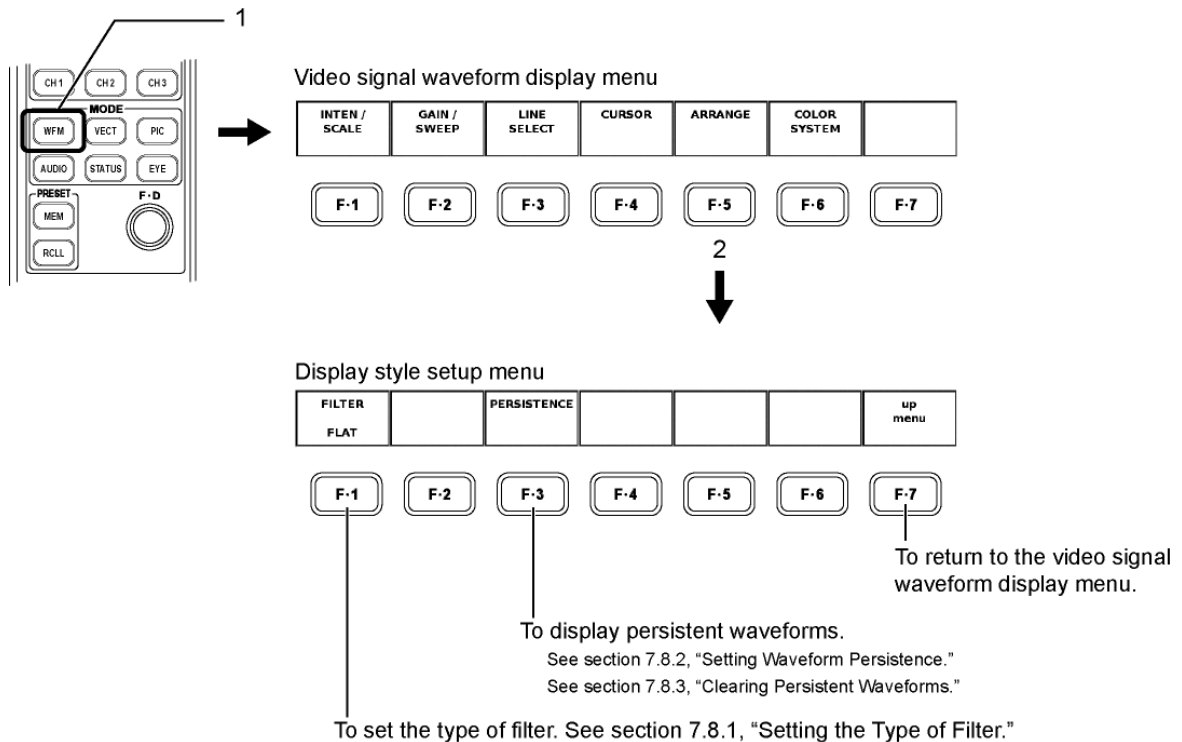 1
CH 1 CH 2 CH 3
MODE
WFM VECT PIC
AUDIO STATUS EYE
PRESET F·D
MEM
RCLL
Video signal waveform display menu
INTEN / SCALE
GAIN / SWEEP
LINE SELECT
CURSOR
ARRANGE
COLOR SYSTEM
F·1 F·2 F·3 F·4 F·5 F·6 F·7
2
Display style setup menu
FILTER
FLAT
PERSISTENCE
up menu
F·1 F·2 F·3 F·4 F·5 F·6 F·7
To return to the video signal
waveform display menu.
To display persistent waveforms.
See section 7.8.2, “Setting Waveform Persistence.”
See section 7.8.3, “Clearing Persistent Waveforms.”
To set the type of filter. See section 7.8.1, “Setting the Type of Filter.”